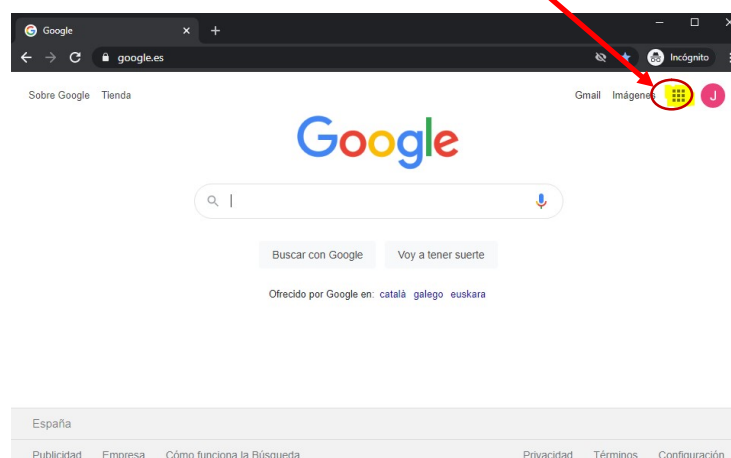 Google
google.es
Incógnito
Sobre Google Tienda
Gmail Imágenes
J
Google
Buscar con Google Voy a tener suerte
Ofrecido por Google en: català galego euskara
España
Publicidad Empresa Cómo funciona la Búsqueda Privacidad Términos Configuración